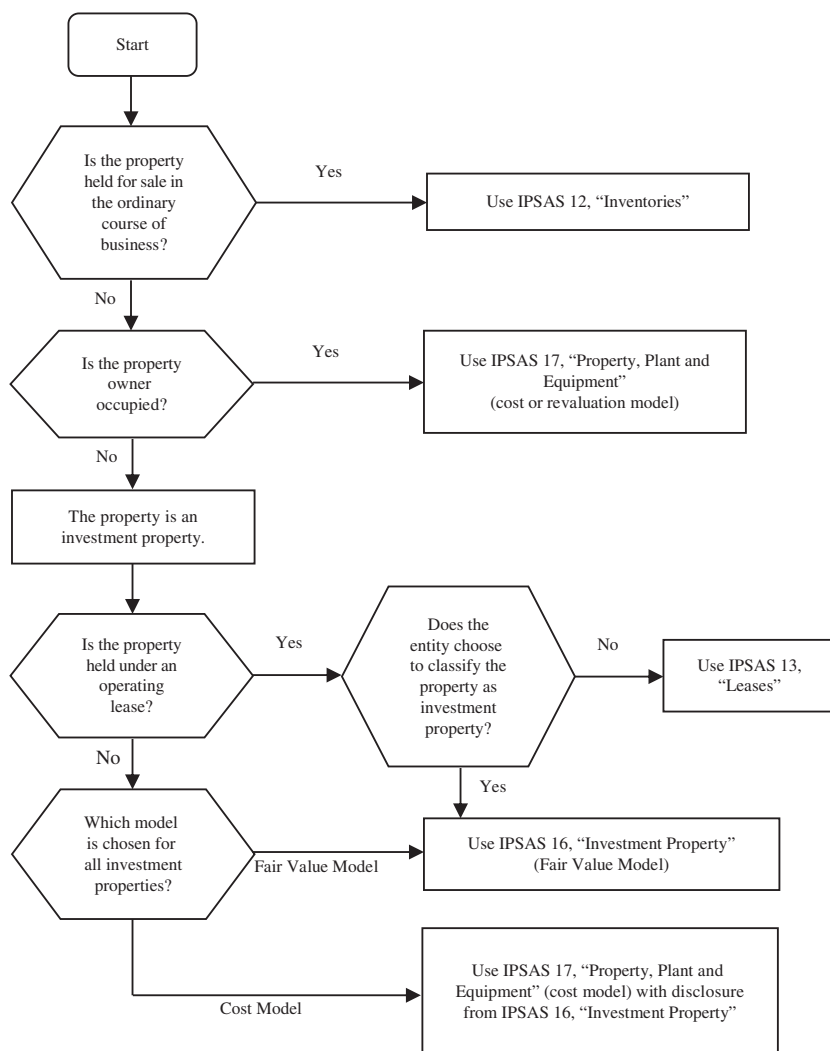 Start
Is the property
held for sale in
the ordinary
course of
business?
Yes
Use IPSAS 12, “Inventories”
No
Is the property
owner
occupied?
Yes
Use IPSAS 17, “Property, Plant and
Equipment”
(cost or revaluation model)
No
The property is an
investment property.
Is the property
held under an
operating
lease?
Yes
Does the
entity choose
to classify the
property as
investment
property?
No
Use IPSAS 13,
“Leases”
No
Yes
Which model
is chosen for
all investment
properties?
Fair Value Model
Use IPSAS 16, “Investment Property”
(Fair Value Model)
Cost Model
Use IPSAS 17, “Property, Plant and
Equipment” (cost model) with disclosure
from IPSAS 16, “Investment Property”